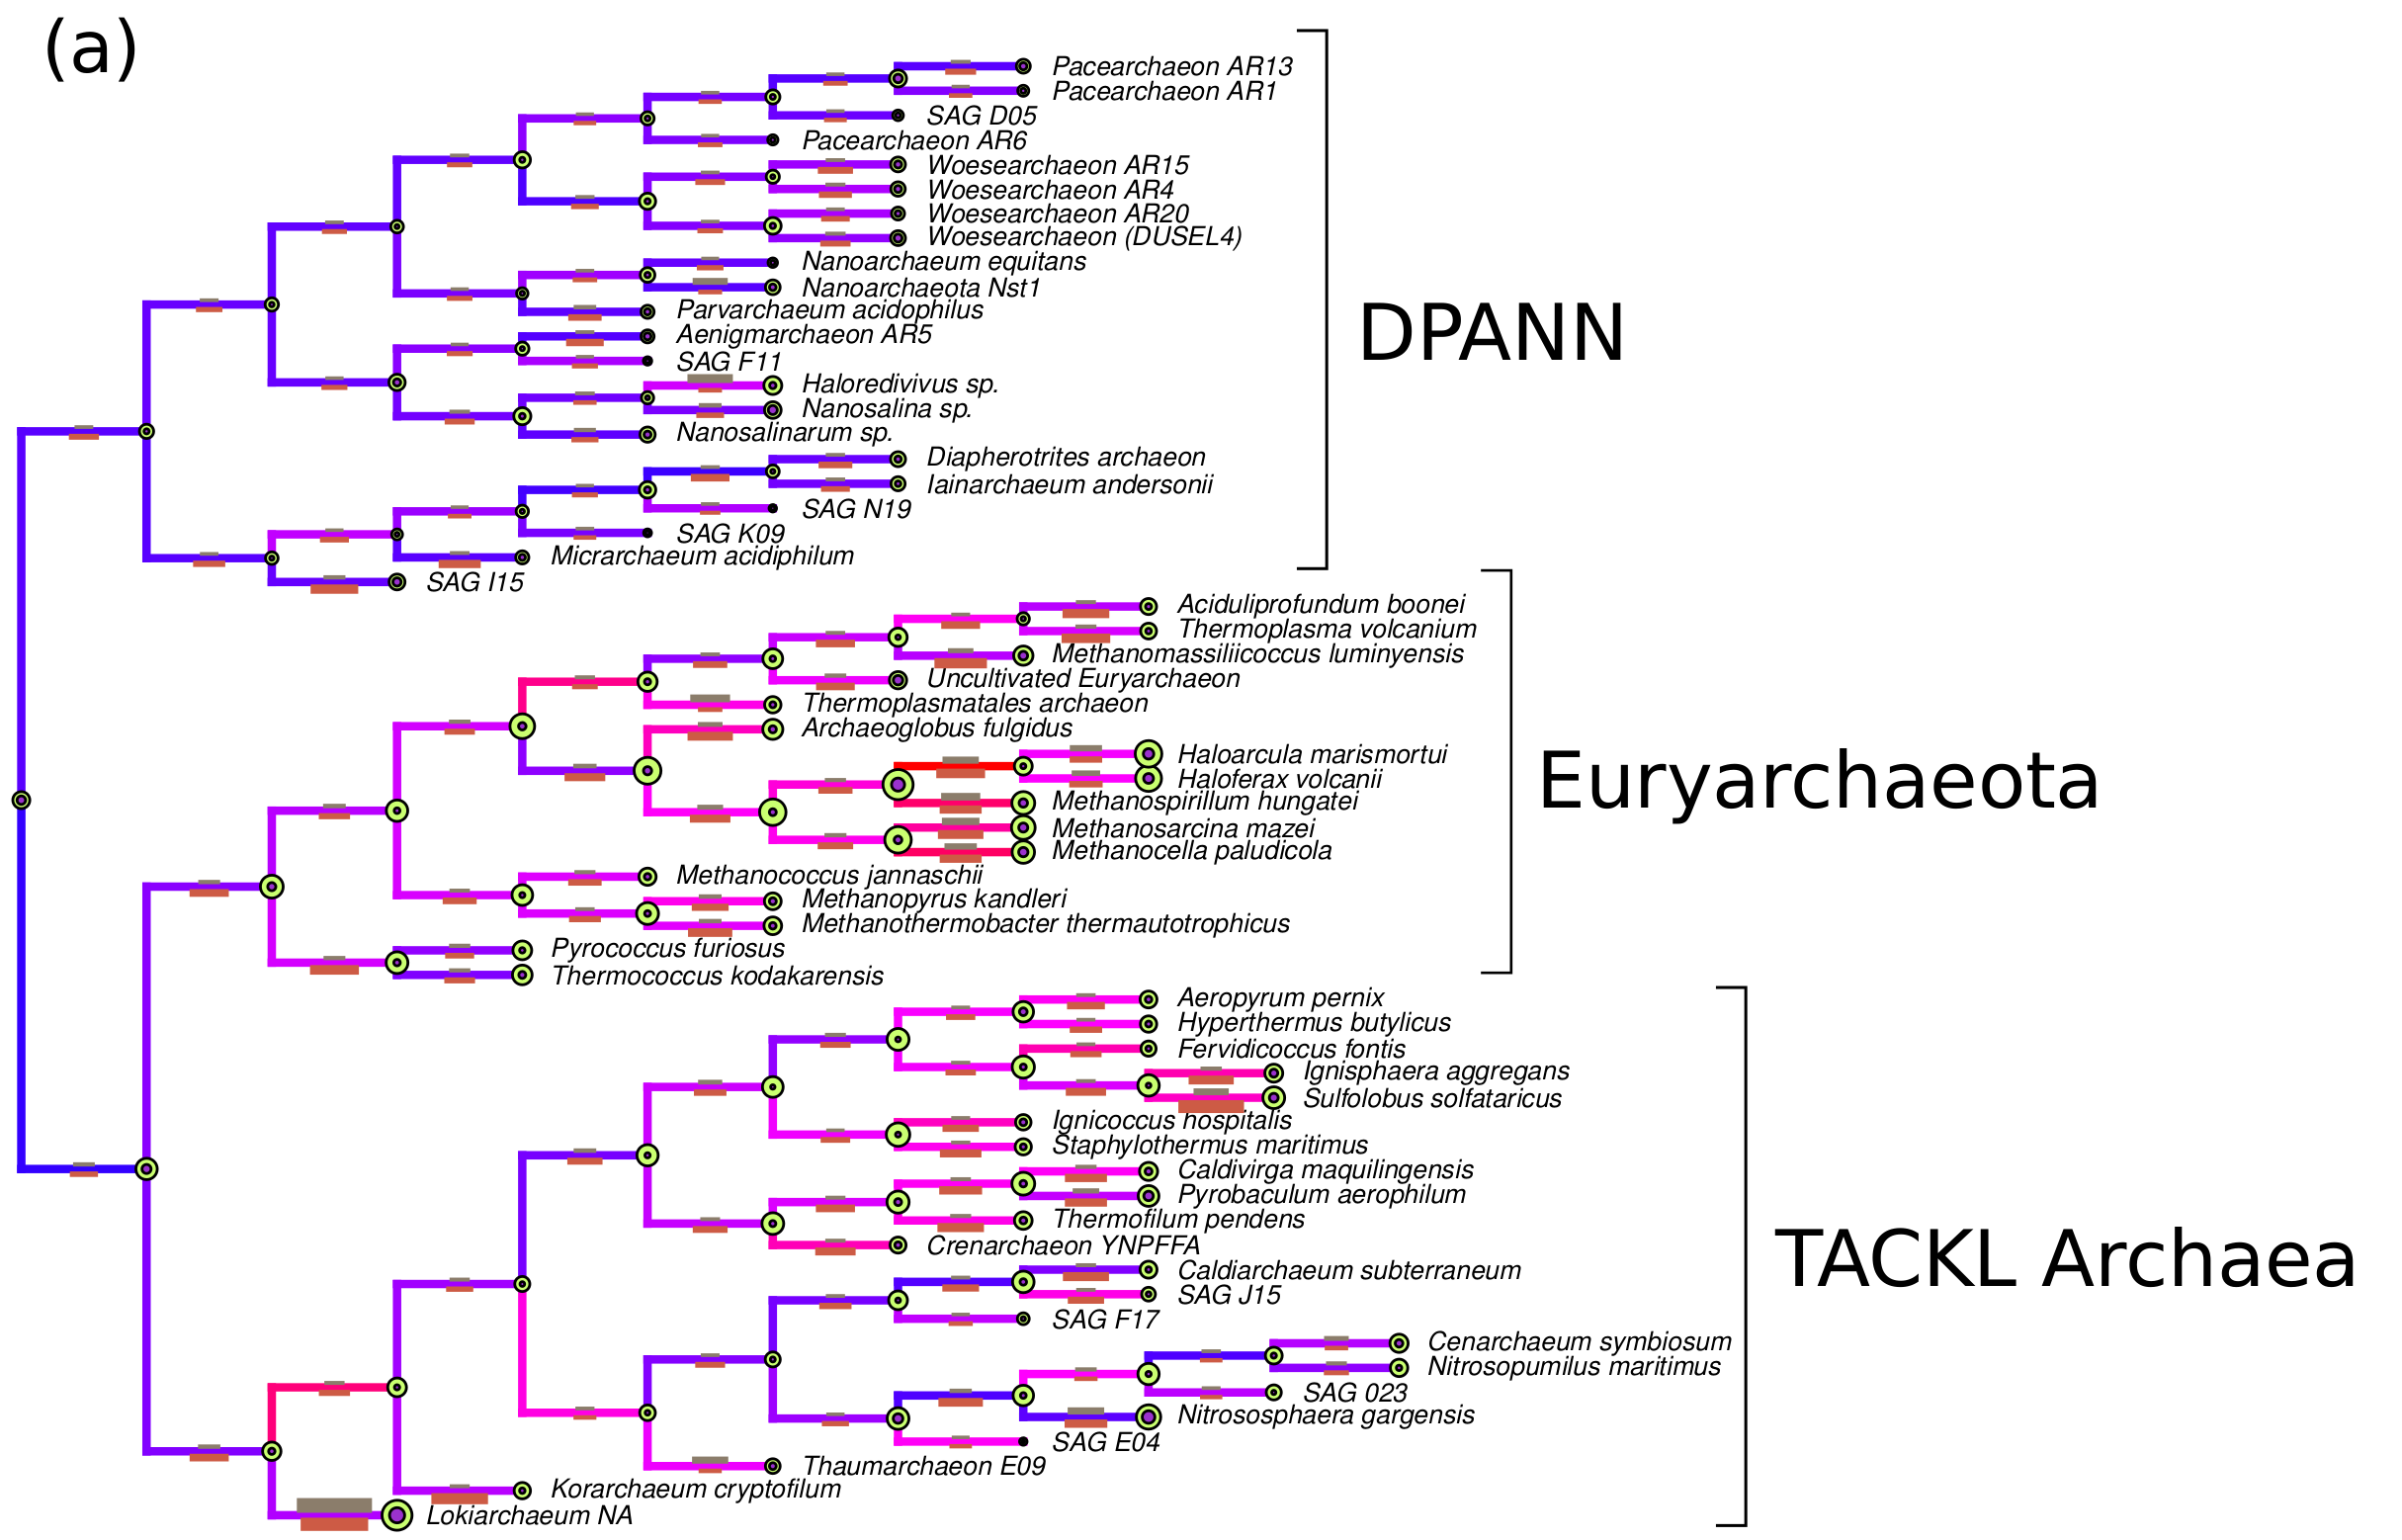 (a)
Pacearchaeon AR13
Pacearchaeon AR1
SAG D05
Pacearchaeon AR6
Woesearchaeon AR15
Woesearchaeon AR4
Woesearchaeon AR20
Woesearchaeon (DUSEL4)
Nanoarchaeum equitans
Nanoarchaeota Nst1
Parvarchaeum acidophilus
Aenigmarchaeon AR5
SAG F11
Haloredivivus sp.
Nanosalina sp.
Nanosalinarum sp.
Diapherotrites archaeon
Iainarchaeum andersonii
SAG N19
SAG K09
Micrarchaeum acidiphilum
SAG I15
DPANN
Aciduliprofundum boonei
Thermoplasma volcanium
Methanomassiliicoccus luminyensis
Uncultivated Euryarchaeon
Thermoplasmatales archaeon
Archaeoglobus fulgidus
Haloarcula marismortui
Haloferax volcanii
Methanospirillum hungatei
Methanosarcina mazei
Methanocella paludicola
Methanococcus jannaschii
Methanopyrus kandleri
Methanothermobacter thermautotrophicus
Pyrococcus furiosus
Thermococcus kodakarensis
Euryarchaeota
Aeropyrum pernix
Hyperthermus butylicus
Fervidicoccus fontis
Ignisphaera aggregans
Sulfolobus solfataricus
Ignicoccus hospitalis
Staphylothermus maritimus
Caldivirga maquilingensis
Pyrobaculum aerophilum
Thermofilum pendens
Crenarchaeon YNPFFA
Caldiarchaeum subterraneum
SAG J15
SAG F17
Cenarchaeum symbiosum
Nitrosopumilus maritimus
SAG 023
Nitrososphaera gargensis
SAG E04
Thaumarchaeon E09
Korarchaeum cryptofilum
Lokiarchaeum NA
TACKL Archaea